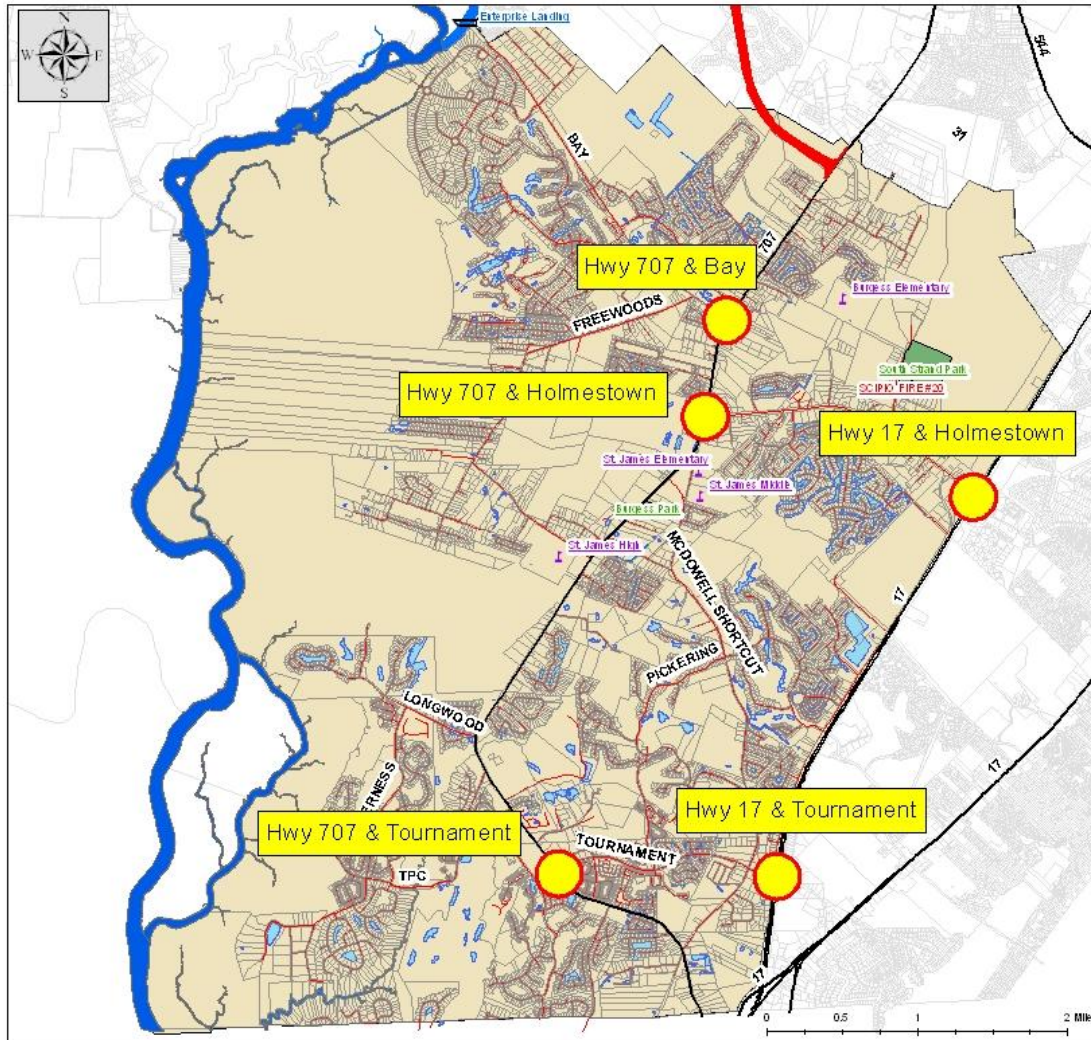 N
W
E
S
Enterprise Landing
544
31
BAY
707
Hwy 707 & Bay
Burgess Elementary
FREEWOODS
South Strand Park
SCIPIO FIRE #20
Hwy 707 & Holmestown
Hwy 17 & Holmestown
St. James Elementary
St. James Middle
Burgess Park
St. James High
MCDOWELL SHORTCUT
17
PICKERING
LONGWOOD
17
Hwy 17 & Tournament
Hwy 707 & Tournament
TOURNAMENT
TPC
17
0 0.5 1 2 Mile